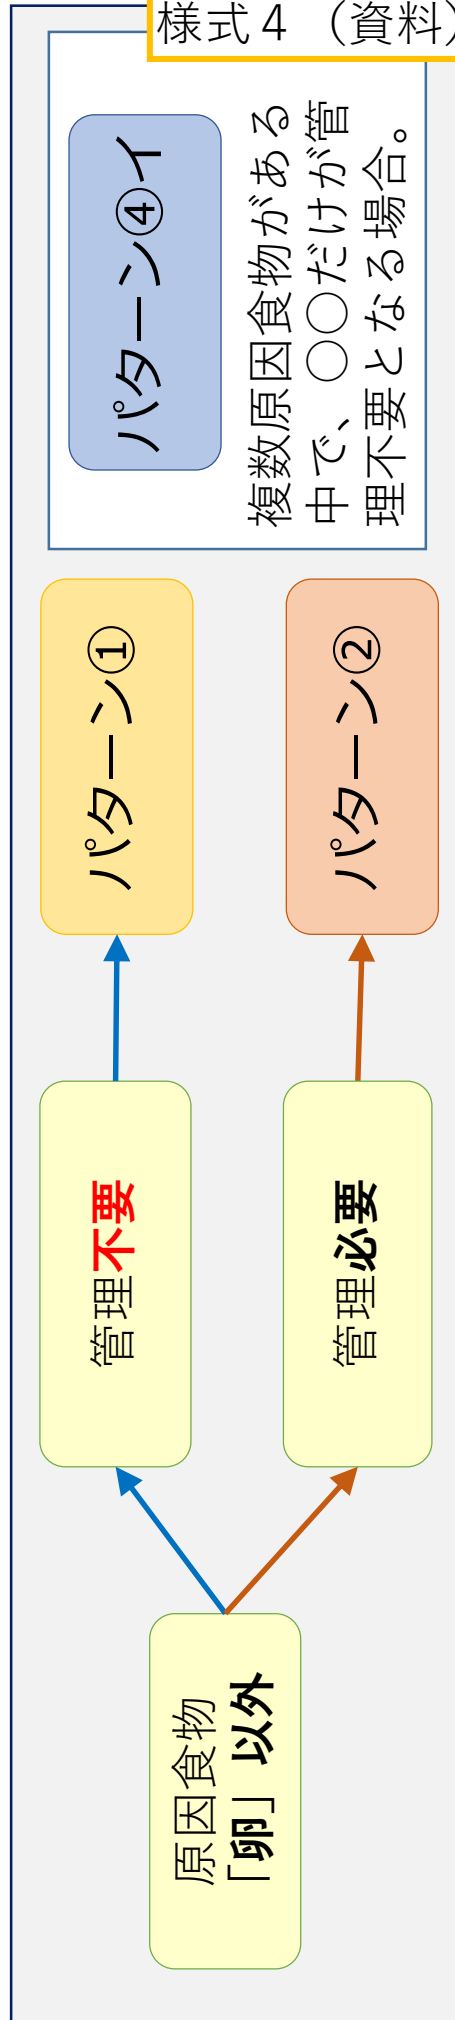 様式４（資料）
原因食物
「卵」以外
管理不要
管理必要
パターン①
パターン②
パターン④イ
複数原因食物がある
中で、○○だけが管
理不要となる場合。